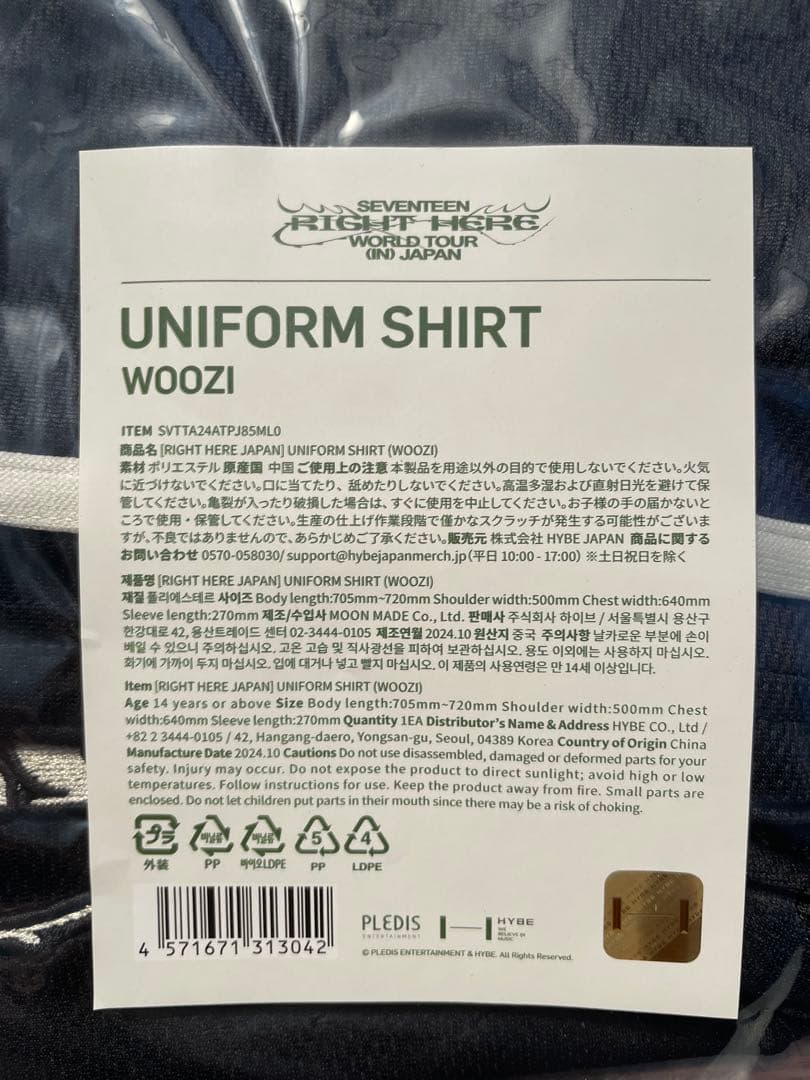 SEVENTEEN
RIGHT HERE
WORLD TOUR
(IN) JAPAN
UNIFORM SHIRT
WOOZI
ITEM SVTTA24ATPJ85ML0
商品名 [RIGHT HERE JAPAN] UNIFORM SHIRT (WOOZI)
素材 ポリエステル 原産国 中国 ご使用上の注意 本製品を用途以外の目的で使用しないでください。火気
に近づけないでください。口に当てたり、舐めたりしないでください。高温多湿および直射日光を避けて保
管してください。亀裂が入ったり破損した場合は、すぐに使用を中止してください。お子様の手の届かないと
ころで使用・保管してください。生産の仕上げ作業段階で僅かなスクラッチが発生する可能性がございま
すが、不良ではありませんので、あらかじめご了承ください。販売元 株式会社 HYBE JAPAN 商品に関する
お問い合わせ 0570-058030/ support@hybejapanmerch.jp (平日 10:00 - 17:00) ※土日祝日を除く
제품명 [RIGHT HERE JAPAN] UNIFORM SHIRT (WOOZI)
재질 폴리에스테르 사이즈 Body length:705mm~720mm Shoulder width:500mm Chest width:640mm
Sleeve length:270mm 제조/수입사 MOON MADE Co., Ltd. 판매사 주식회사 하이브 / 서울특별시 용산구
한강대로 42, 용산트레이드 센터 02-3444-0105 제조연월 2024.10 원산지 중국 주의사항 날카로운 부분에 손이
베일 수 있으니 주의하십시오. 고온 고습 및 직사광선을 피하여 보관하십시오. 용도 이외에는 사용하지 마십시오.
화기에 가까이 두지 마십시오. 입에 대거나 넣고 빨지 마십시오. 이 제품의 사용연령은 만 14세 이상입니다.
Item [RIGHT HERE JAPAN] UNIFORM SHIRT (WOOZI)
Age 14 years or above Size Body length:705mm~720mm Shoulder width:500mm Chest
width:640mm Sleeve length:270mm Quantity 1EA Distributor's Name & Address HYBE CO., Ltd /
+82 2 3444-0105 / 42, Hangang-daero, Yongsan-gu, Seoul, 04389 Korea Country of Origin China
Manufacture Date 2024.10 Cautions Do not use disassembled, damaged or deformed parts for your
safety. Injury may occur. Do not expose the product to direct sunlight; avoid high or low
temperatures. Follow instructions for use. Keep the product away from fire. Small parts are
enclosed. Do not let children put parts in their mouth since there may be a risk of choking.
プラ 비닐류 비닐류 5 4
外装 PP 바이오LDPE PP LDPE
4 571671 313042
PLEDIS
ENTERTAINMENT
HYBE
WE
BELIEVE IN
MUSIC
© PLEDIS ENTERTAINMENT & HYBE. All Rights Reserved.